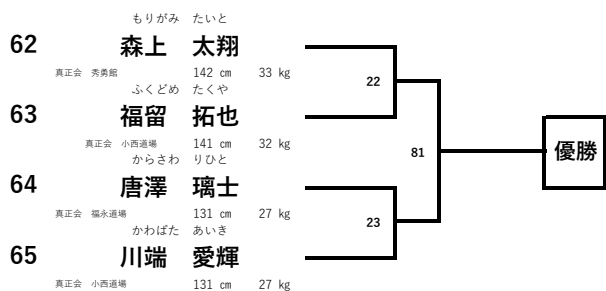 もりがみ たいと
62 森上 太翔
真正会 秀勇館 142 cm 33 kg
22
ふくどめ たくや
63 福留 拓也
真正会 小西道場 141 cm 32 kg
81 優勝
からさわ りひと
64 唐澤 璃士
真正会 福永道場 131 cm 27 kg
23
かわばた あいき
65 川端 愛輝
真正会 小西道場 131 cm 27 kg